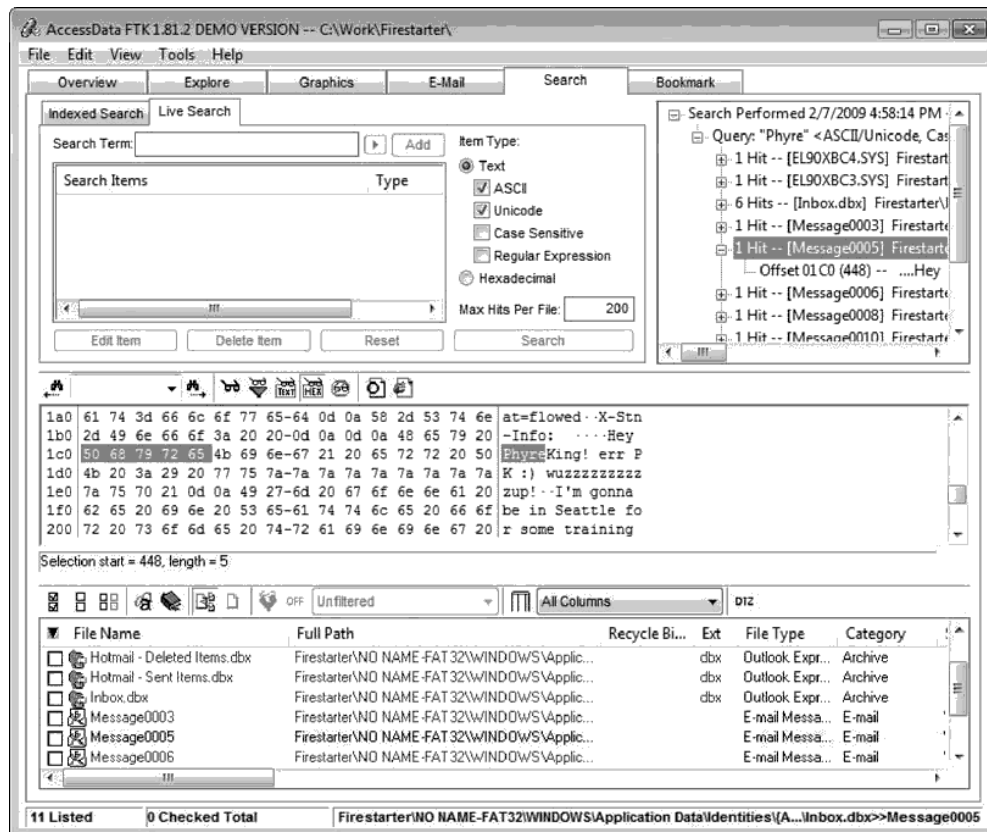 AccessData FTK 1.81.2 DEMO VERSION -- C:\Work\Firestarter\
File Edit View Tools Help
Overview Explore Graphics E-Mail Search Bookmark
Indexed Search Live Search
Search Term: Add
Search Items Type
Item Type:
Text
ASCII
Unicode
Case Sensitive
Regular Expression
Hexadecimal
Max Hits Per File: 200
Edit Item Delete Item Reset Search
Search Performed 2/7/2009 4:58:14 PM -
Query: "Phyre" <ASCII/Unicode, Cas
1 Hit -- [EL90XBC4.SYS] Firestart
1 Hit -- [EL90XBC3.SYS] Firestart
6 Hits -- [Inbox.dbx] Firestarter\
1 Hit -- [Message0003] Firestarte
1 Hit -- [Message0005] Firestarte
Offset 01C0 (448) -- ....Hey
1 Hit -- [Message0006] Firestarte
1 Hit -- [Message0008] Firestarte
1 Hit -- [Message0010] Firestarte
TEXT HEX
1a0 61 74 3d 66 6c 6f 77 65-64 0d 0a 58 2d 53 74 6e at=flowed··X-Stn
1b0 2d 49 6e 66 6f 3a 20 20-0d 0a 0d 0a 48 65 79 20 -Info: ····Hey
1c0 50 68 79 72 65 4b 69 6e-67 21 20 65 72 72 20 50 PhyreKing! err P
1d0 4b 20 3a 29 20 77 75 7a-7a 7a 7a 7a 7a 7a 7a 7a K :) wuzzzzzzzzz
1e0 7a 75 70 21 0d 0a 49 27-6d 20 67 6f 6e 6e 61 20 zup!··I'm gonna
1f0 62 65 20 69 6e 20 53 65-61 74 74 6c 65 20 66 6f be in Seattle fo
200 72 20 73 6f 6d 65 20 74-72 61 69 6e 69 6e 67 20 r some training
Selection start = 448, length = 5
OFF Unfiltered All Columns DTZ
File Name Full Path Recycle Bi... Ext File Type Category
Hotmail - Deleted Items.dbx Firestarter\NO NAME-FAT32\WINDOWS\Applic... dbx Outlook Expr... Archive
Hotmail - Sent Items.dbx Firestarter\NO NAME-FAT32\WINDOWS\Applic... dbx Outlook Expr... Archive
Inbox.dbx Firestarter\NO NAME-FAT32\WINDOWS\Applic... dbx Outlook Expr... Archive
Message0003 Firestarter\NO NAME-FAT32\WINDOWS\Applic... E-mail Messa... E-mail
Message0005 Firestarter\NO NAME-FAT32\WINDOWS\Applic... E-mail Messa... E-mail
Message0006 Firestarter\NO NAME-FAT32\WINDOWS\Applic... E-mail Messa... E-mail
11 Listed 0 Checked Total Firestarter\NO NAME-FAT32\WINDOWS\Application Data\Identities\{A...\Inbox.dbx>>Message0005